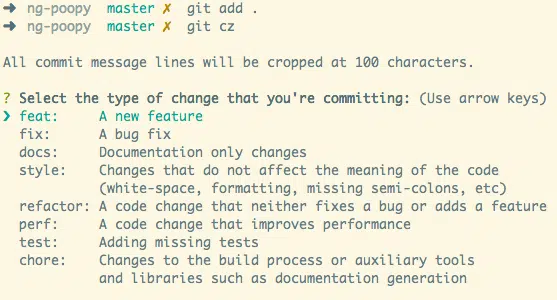 ➜ ng-poopy master ✗ git add .
➜ ng-poopy master ✗ git cz
All commit message lines will be cropped at 100 characters.
? Select the type of change that you're committing: (Use arrow keys)
❯ feat: A new feature
fix: A bug fix
docs: Documentation only changes
style: Changes that do not affect the meaning of the code
(white-space, formatting, missing semi-colons, etc)
refactor: A code change that neither fixes a bug or adds a feature
perf: A code change that improves performance
test: Adding missing tests
chore: Changes to the build process or auxiliary tools
and libraries such as documentation generation